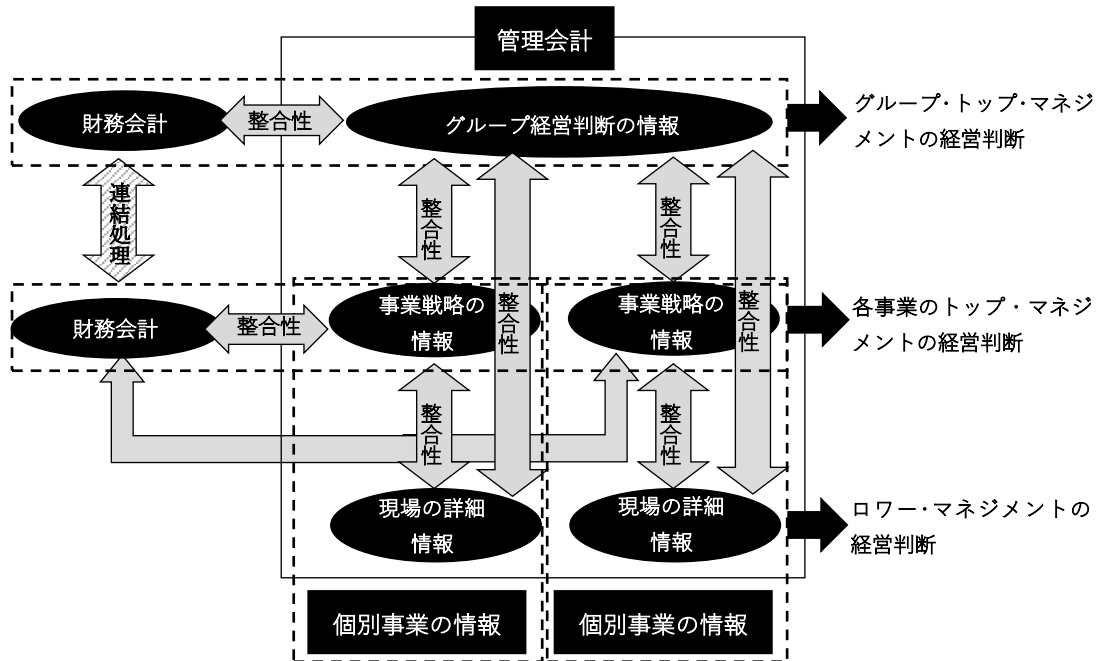 管理会計
財務会計
整合性
グループ経営判断の情報
グループ・トップ・マネジ
メントの経営判断
連結処理
整合性
整合性
財務会計
整合性
事業戦略の
情報
整合性
事業戦略の
情報
整合性
各事業のトップ・マネジ
メントの経営判断
整合性
整合性
現場の詳細
情報
現場の詳細
情報
ロワー・マネジメントの
経営判断
個別事業の情報
個別事業の情報